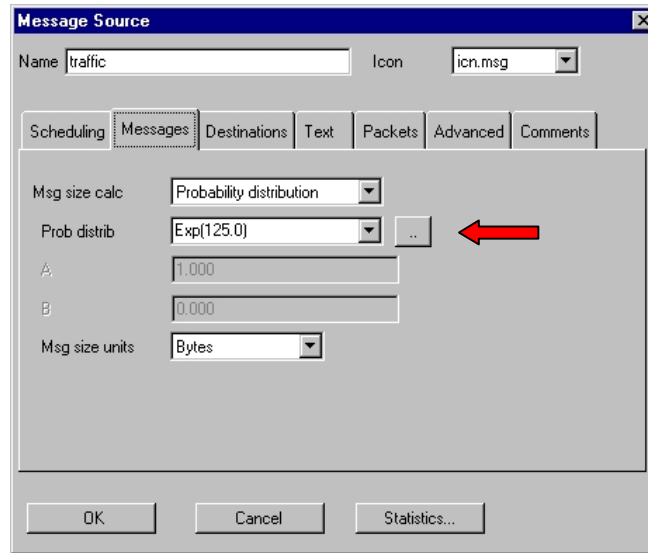 Message Source
Name traffic Icon icn.msg
Scheduling Messages Destinations Text Packets Advanced Comments
Msg size calc Probability distribution
Prob distrib Exp(125.0) ..
A 1.000
B 0.000
Msg size units Bytes
OK Cancel Statistics...